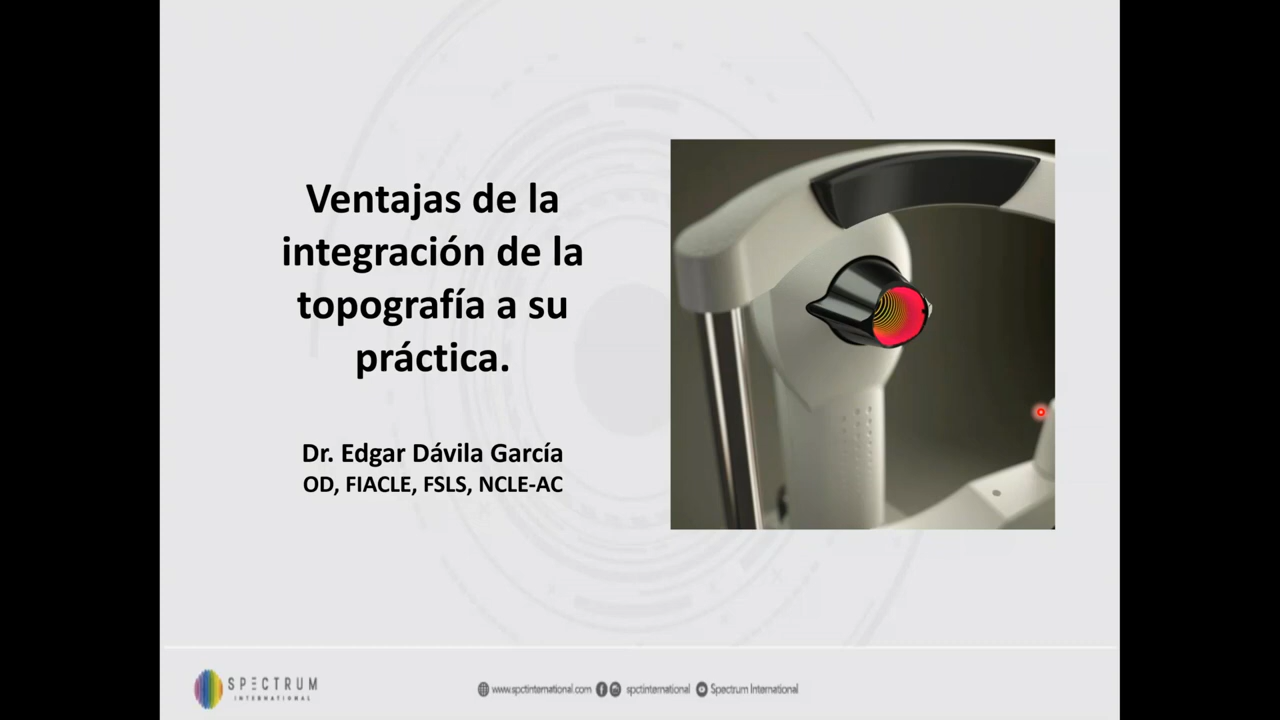 Ventajas de la
integración de la
topografía a su
práctica.
Dr. Edgar Dávila García
OD, FIACLE, FSLS, NCLE-AC
SPECTRUM
INTERNATIONAL
www.spctinternational.com
spctinternational
Spectrum International